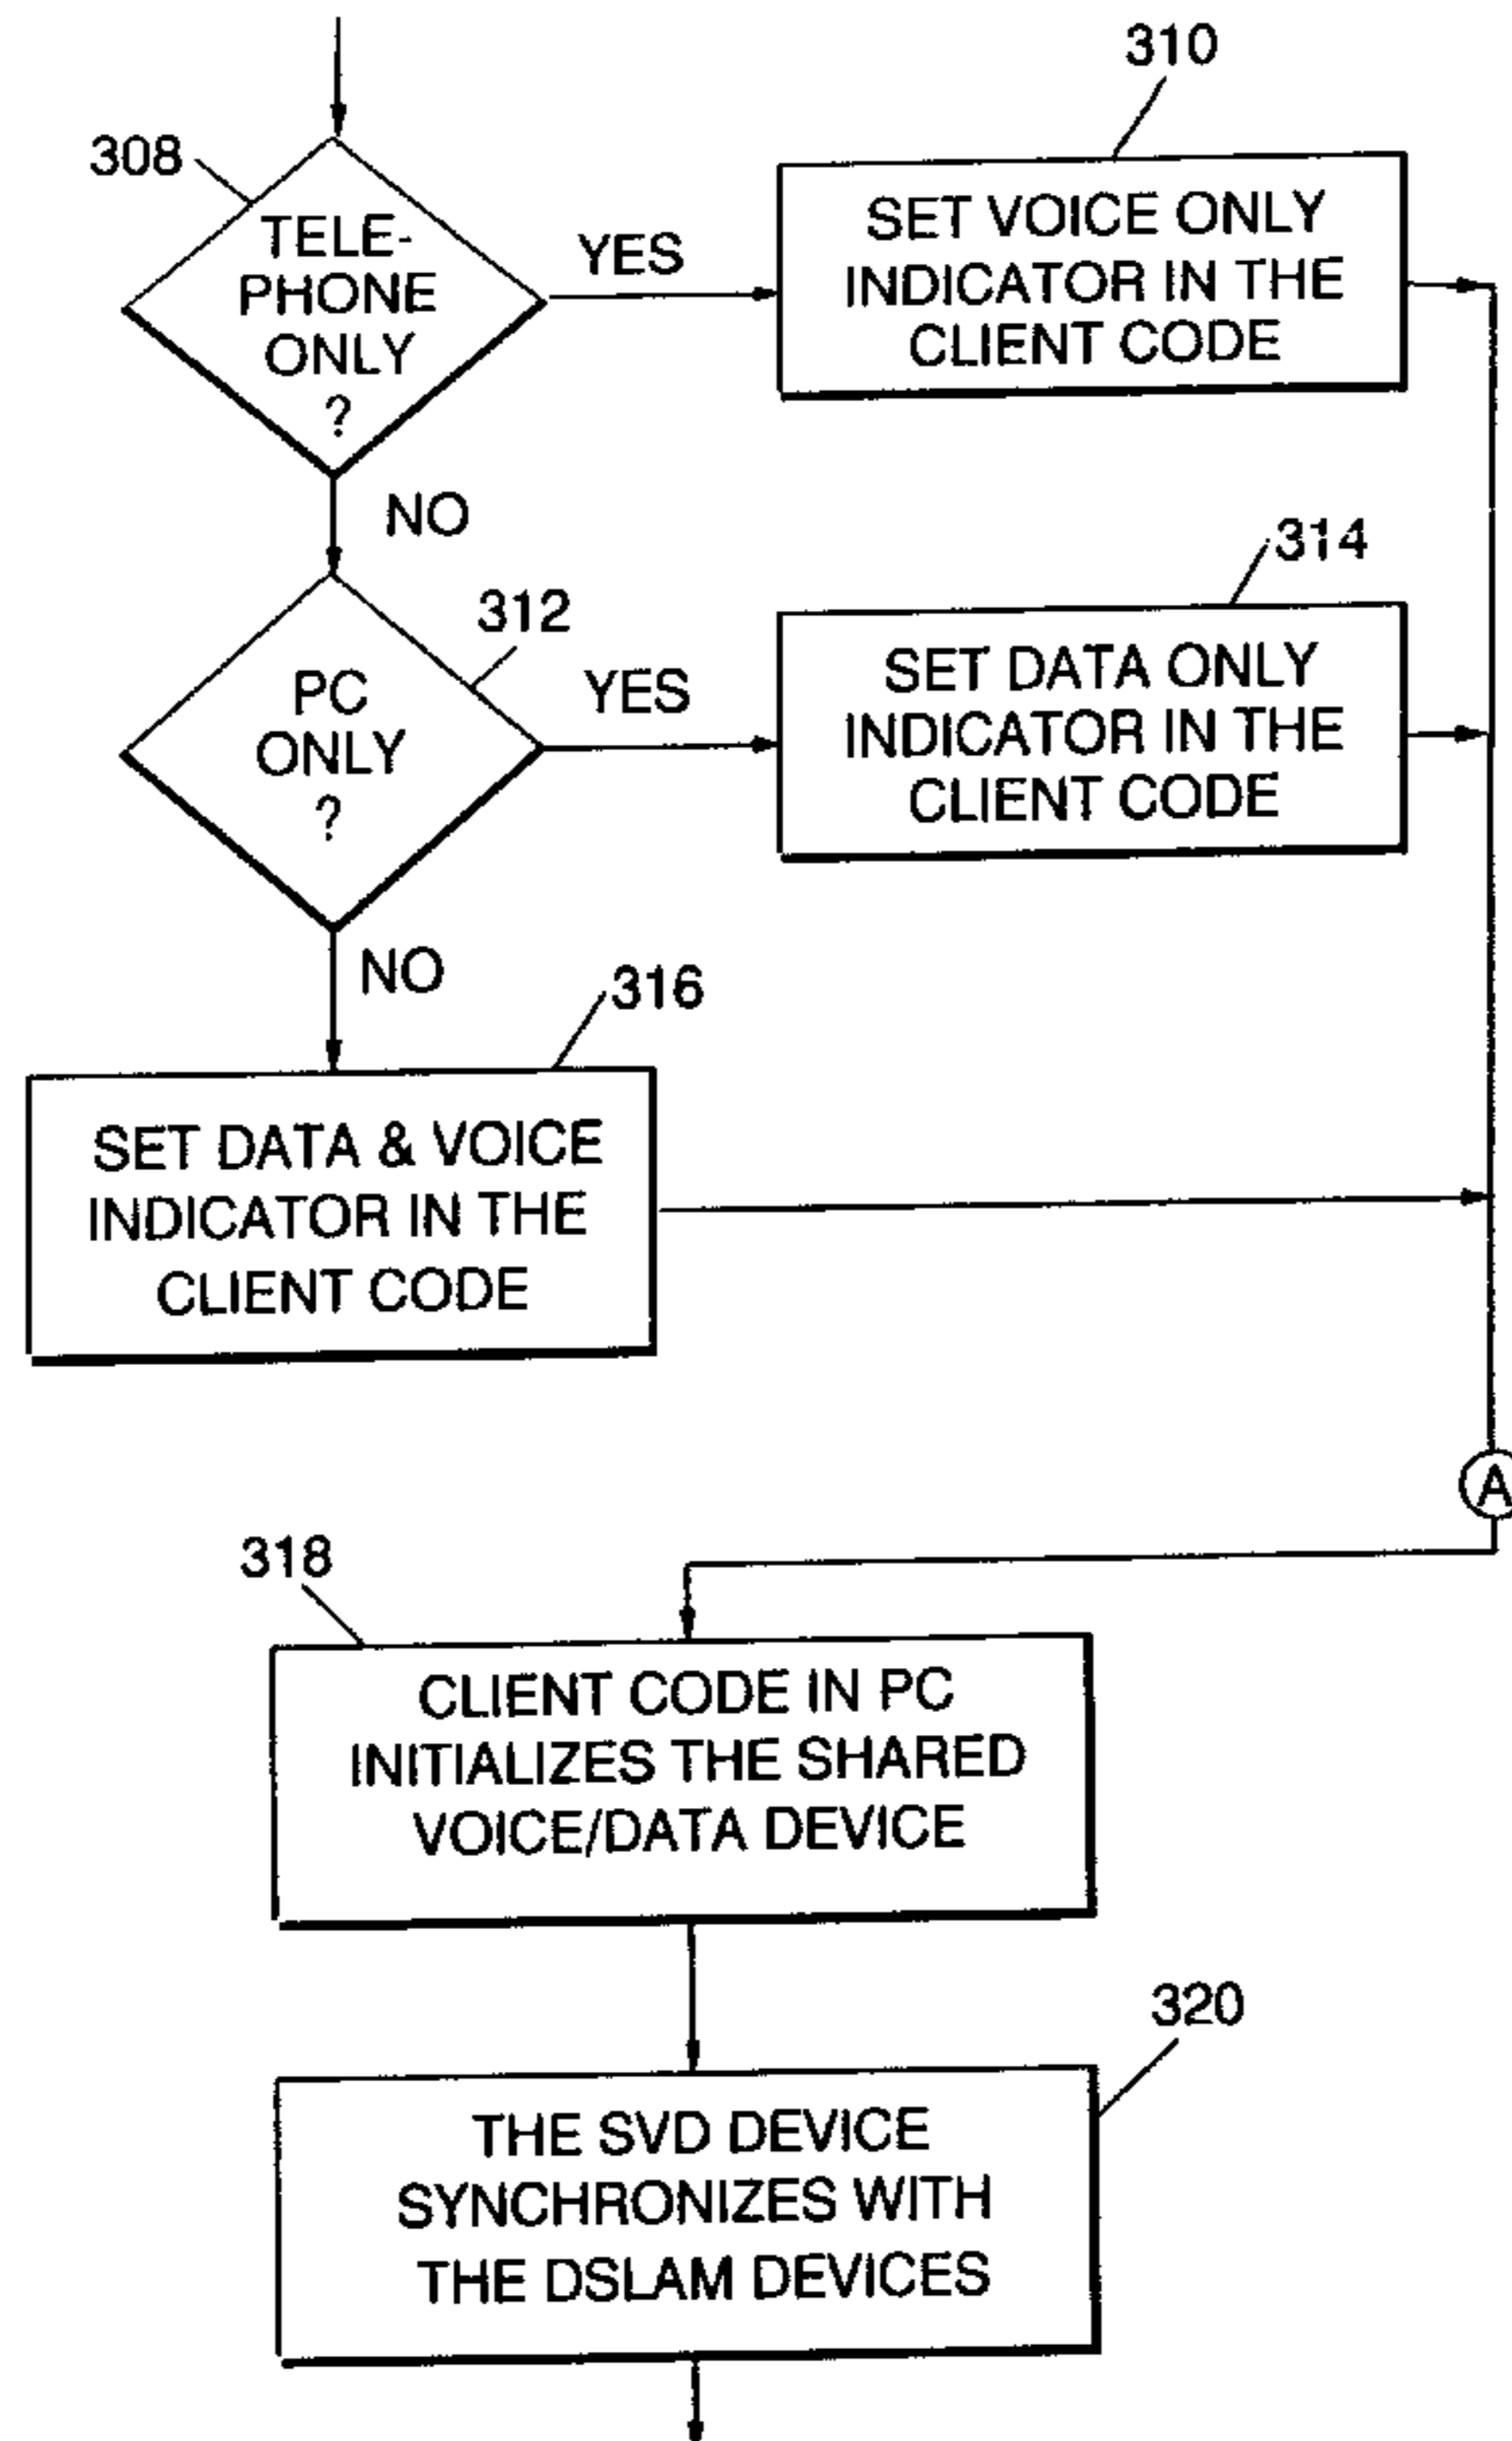 310
308
TELE-
PHONE
ONLY
?
YES
SET VOICE ONLY
INDICATOR IN THE
CLIENT CODE
NO
312
314
PC
ONLY
?
YES
SET DATA ONLY
INDICATOR IN THE
CLIENT CODE
NO
316
SET DATA & VOICE
INDICATOR IN THE
CLIENT CODE
A
318
CLIENT CODE IN PC
INITIALIZES THE SHARED
VOICE/DATA DEVICE
320
THE SVD DEVICE
SYNCHRONIZES WITH
THE DSLAM DEVICES